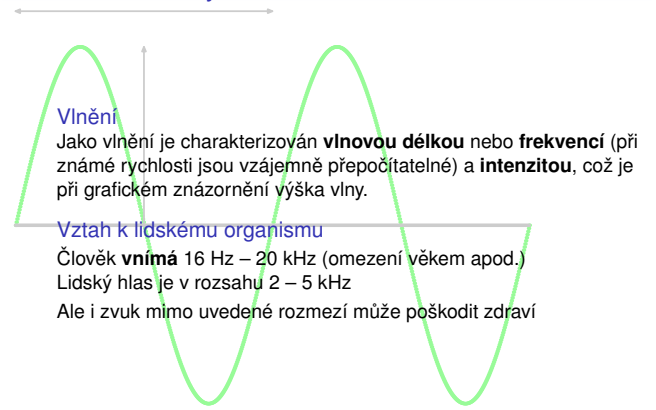 Vlnění
Jako vlnění je charakterizován vlnovou délkou nebo frekvencí (při
známé rychlosti jsou vzájemně přepočítatelné) a intenzitou, což je
při grafickém znázornění výška vlny.
Vztah k lidskému organismu
Člověk vnímá 16 Hz – 20 kHz (omezení věkem apod.)
Lidský hlas je v rozsahu 2 – 5 kHz
Ale i zvuk mimo uvedené rozmezí může poškodit zdraví